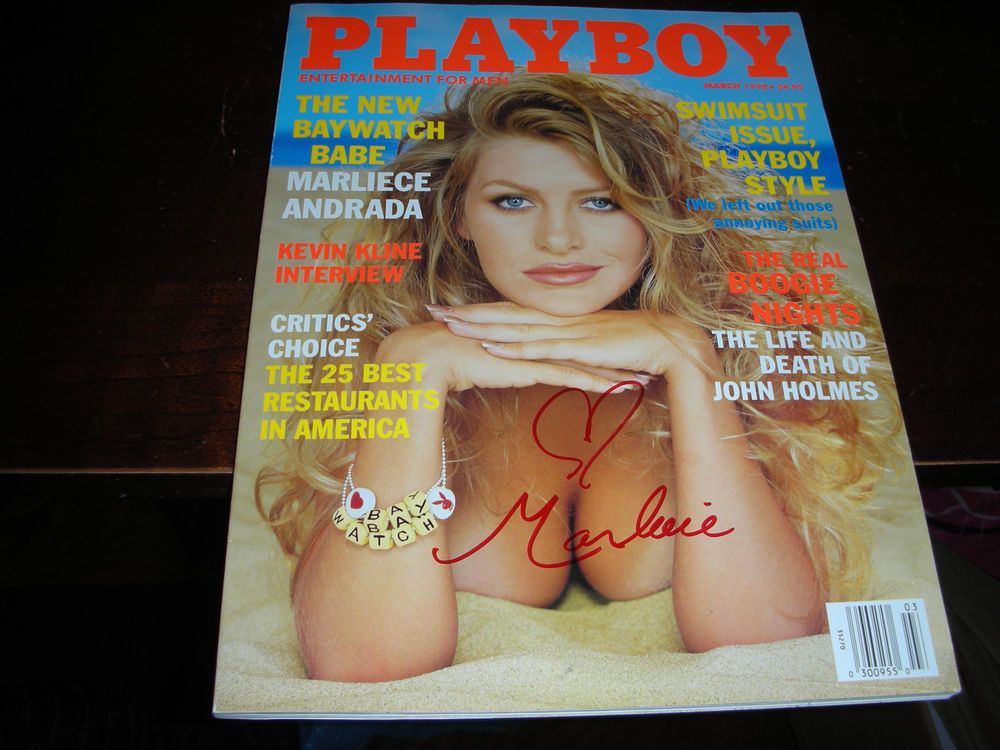 PLAYBOY
ENTERTAINMENT FOR MEN
MARCH 1998 • $4.95
THE NEW
BAYWATCH
BABE
MARLIECE
ANDRADA
KEVIN KLINE
INTERVIEW
CRITICS'
CHOICE
THE 25 BEST
RESTAURANTS
IN AMERICA
SWIMSUIT
ISSUE,
PLAYBOY
STYLE
(We left out those
annoying suits)
THE REAL
BOOGIE
NIGHTS
THE LIFE AND
DEATH OF
JOHN HOLMES
BAY
WATCH
BABE
03
35270
0 300955 0